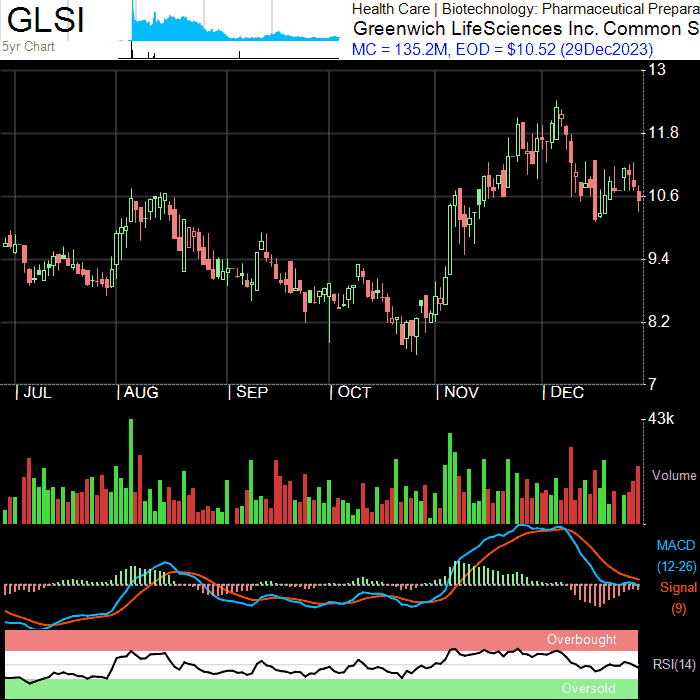 GLSI
5yr Chart
Health Care | Biotechnology: Pharmaceutical Prepara
Greenwich LifeSciences Inc. Common S
MC = 135.2M, EOD = $10.52 (29Dec2023)
13
11.8
10.6
9.4
8.2
7
JUL AUG SEP OCT NOV DEC
43k
Volume
MACD
(12-26)
Signal
(9)
Overbought
RSI(14)
Oversold